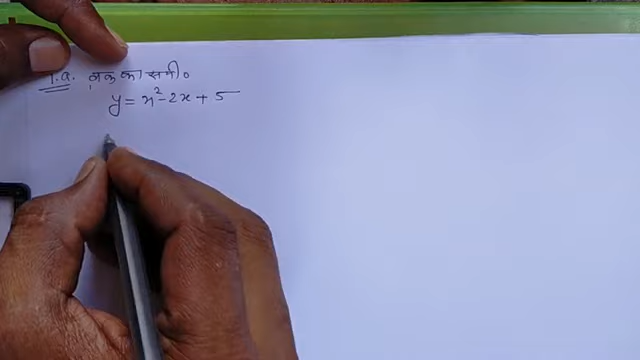 1.a. वक्र का समी०
y = x² - 2x + 5